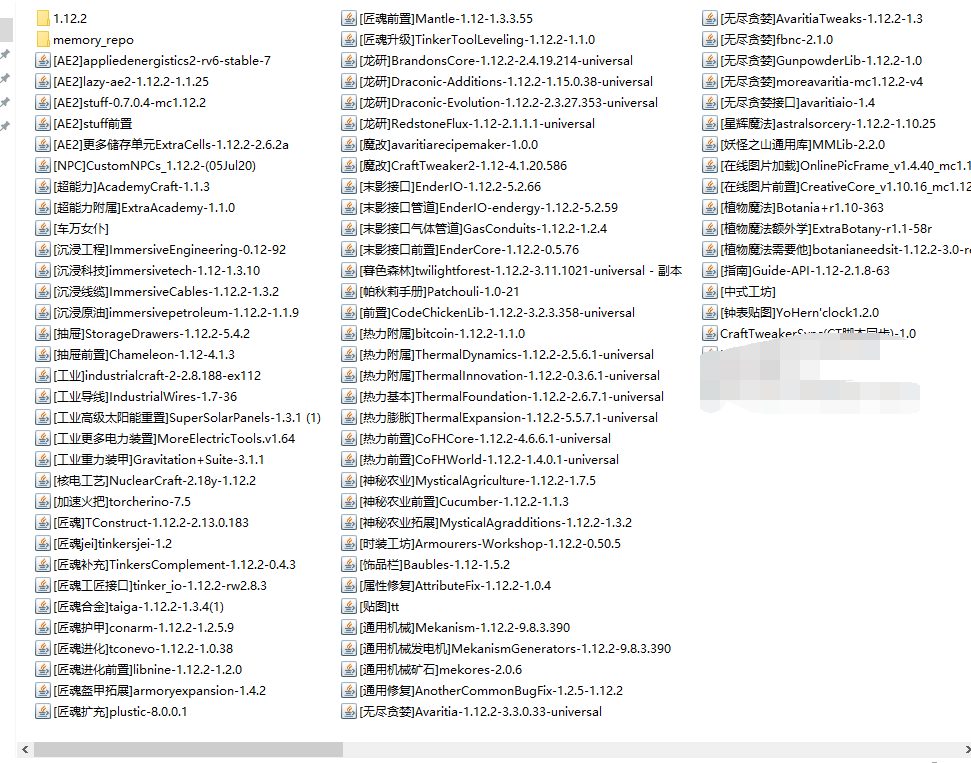 1.12.2
memory_repo
[AE2]appliedenergistics2-rv6-stable-7
[AE2]lazy-ae2-1.12.2-1.1.25
[AE2]stuff-0.7.0.4-mc1.12.2
[AE2]stuff前置
[AE2]更多储存单元ExtraCells-1.12.2-2.6.2a
[NPC]CustomNPCs_1.12.2-(05Jul20)
[超能力]AcademyCraft-1.1.3
[超能力附属]ExtraAcademy-1.1.0
[车万女仆]
[沉浸工程]ImmersiveEngineering-0.12-92
[沉浸科技]immersivetech-1.12-1.3.10
[沉浸线缆]ImmersiveCables-1.12.2-1.3.2
[沉浸原油]immersivepetroleum-1.12.2-1.1.9
[抽屉]StorageDrawers-1.12.2-5.4.2
[抽屉前置]Chameleon-1.12-4.1.3
[工业]industrialcraft-2-2.8.188-ex112
[工业导线]IndustrialWires-1.7-36
[工业高级太阳能重置]SuperSolarPanels-1.3.1 (1)
[工业更多电力装置]MoreElectricTools.v1.64
[工业重力装甲]Gravitation+Suite-3.1.1
[核电工艺]NuclearCraft-2.18y-1.12.2
[加速火把]torcherino-7.5
[匠魂]TConstruct-1.12.2-2.13.0.183
[匠魂jei]tinkersjei-1.2
[匠魂补充]TinkersComplement-1.12.2-0.4.3
[匠魂工匠接口]tinker_io-1.12.2-rw2.8.3
[匠魂合金]taiga-1.12.2-1.3.4(1)
[匠魂护甲]conarm-1.12.2-1.2.5.9
[匠魂进化]tconevo-1.12.2-1.0.38
[匠魂进化前置]libnine-1.12.2-1.2.0
[匠魂盔甲拓展]armoryexpansion-1.4.2
[匠魂扩充]plustic-8.0.0.1
[匠魂前置]Mantle-1.12-1.3.3.55
[匠魂升级]TinkerToolLeveling-1.12.2-1.1.0
[龙研]BrandonsCore-1.12.2-2.4.19.214-universal
[龙研]Draconic-Additions-1.12.2-1.15.0.38-universal
[龙研]Draconic-Evolution-1.12.2-2.3.27.353-universal
[龙研]RedstoneFlux-1.12-2.1.1.1-universal
[魔改]avaritiarecipemaker-1.0.0
[魔改]CraftTweaker2-1.12-4.1.20.586
[末影接口]EnderIO-1.12.2-5.2.66
[末影接口管道]EnderIO-endergy-1.12.2-5.2.59
[末影接口气体管道]GasConduits-1.12.2-1.2.4
[末影接口前置]EnderCore-1.12.2-0.5.76
[暮色森林]twilightforest-1.12.2-3.11.1021-universal - 副本
[帕秋莉手册]Patchouli-1.0-21
[前置]CodeChickenLib-1.12.2-3.2.3.358-universal
[热力附属]bitcoin-1.12.2-1.1.0
[热力附属]ThermalDynamics-1.12.2-2.5.6.1-universal
[热力附属]ThermalInnovation-1.12.2-0.3.6.1-universal
[热力基本]ThermalFoundation-1.12.2-2.6.7.1-universal
[热力膨胀]ThermalExpansion-1.12.2-5.5.7.1-universal
[热力前置]CoFHCore-1.12.2-4.6.6.1-universal
[热力前置]CoFHWorld-1.12.2-1.4.0.1-universal
[神秘农业]MysticalAgriculture-1.12.2-1.7.5
[神秘农业前置]Cucumber-1.12.2-1.1.3
[神秘农业拓展]MysticalAgradditions-1.12.2-1.3.2
[时装工坊]Armourers-Workshop-1.12.2-0.50.5
[饰品栏]Baubles-1.12-1.5.2
[属性修复]AttributeFix-1.12.2-1.0.4
[贴图]tt
[通用机械]Mekanism-1.12.2-9.8.3.390
[通用机械发电机]MekanismGenerators-1.12.2-9.8.3.390
[通用机械矿石]mekores-2.0.6
[通用修复]AnotherCommonBugFix-1.2.5-1.12.2
[无尽贪婪]Avaritia-1.12.2-3.3.0.33-universal
[无尽贪婪]AvaritiaTweaks-1.12.2-1.3
[无尽贪婪]fbnc-2.1.0
[无尽贪婪]GunpowderLib-1.12.2-1.0
[无尽贪婪]moreavaritia-mc1.12.2-v4
[无尽贪婪接口]avaritiaio-1.4
[星辉魔法]astralsorcery-1.12.2-1.10.25
[妖怪之山通用库]MMLib-2.2.0
[在线图片加载]OnlinePicFrame_v1.4.40_mc1.1
[在线图片前置]CreativeCore_v1.10.16_mc1.12
[植物魔法]Botania+r1.10-363
[植物魔法额外学]ExtraBotany-r1.1-58r
[植物魔法需要他]botanianeedsit-1.12.2-3.0-r
[指南]Guide-API-1.12-2.1.8-63
[中式工坊]
[钟表贴图]YoHern'clock1.2.0
CraftTweakerSync(CT脚本同步)-1.0